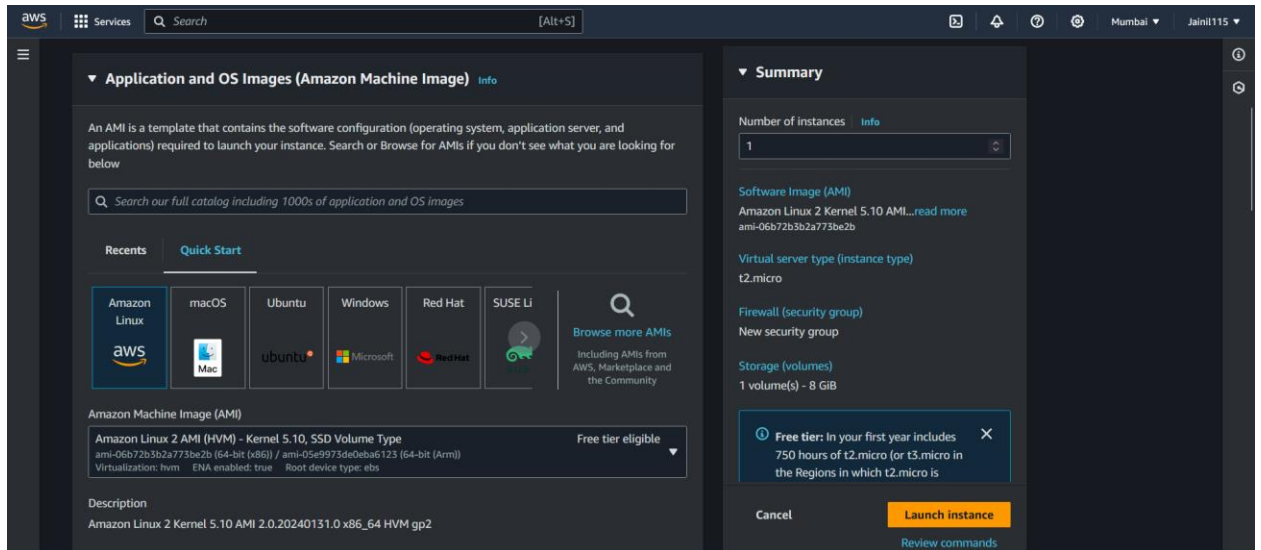 aws
Services
Search
[Alt+S]
Mumbai
Jainil115
Application and OS Images (Amazon Machine Image) Info
An AMI is a template that contains the software configuration (operating system, application server, and
applications) required to launch your instance. Search or Browse for AMIs if you don't see what you are looking for
below
Search our full catalog including 1000s of application and OS images
Recents
Quick Start
Amazon
Linux
aws
macOS
Mac
Ubuntu
ubuntu
Windows
Microsoft
Red Hat
Red Hat
SUSE Li
Browse more AMIs
Including AMIs from
AWS, Marketplace and
the Community
Amazon Machine Image (AMI)
Amazon Linux 2 AMI (HVM) - Kernel 5.10, SSD Volume Type
Free tier eligible
ami-06b72b3b2a773be2b (64-bit (x86)) / ami-05e9973de0eba6123 (64-bit (Arm))
Virtualization: hvm ENA enabled: true Root device type: ebs
Description
Amazon Linux 2 Kernel 5.10 AMI 2.0.20240131.0 x86_64 HVM gp2
Summary
Number of instances Info
1
Software Image (AMI)
Amazon Linux 2 Kernel 5.10 AMI...read more
ami-06b72b3b2a773be2b
Virtual server type (instance type)
t2.micro
Firewall (security group)
New security group
Storage (volumes)
1 volume(s) - 8 GiB
Free tier: In your first year includes
750 hours of t2.micro (or t3.micro in
the Regions in which t2.micro is
Cancel
Launch instance
Review commands